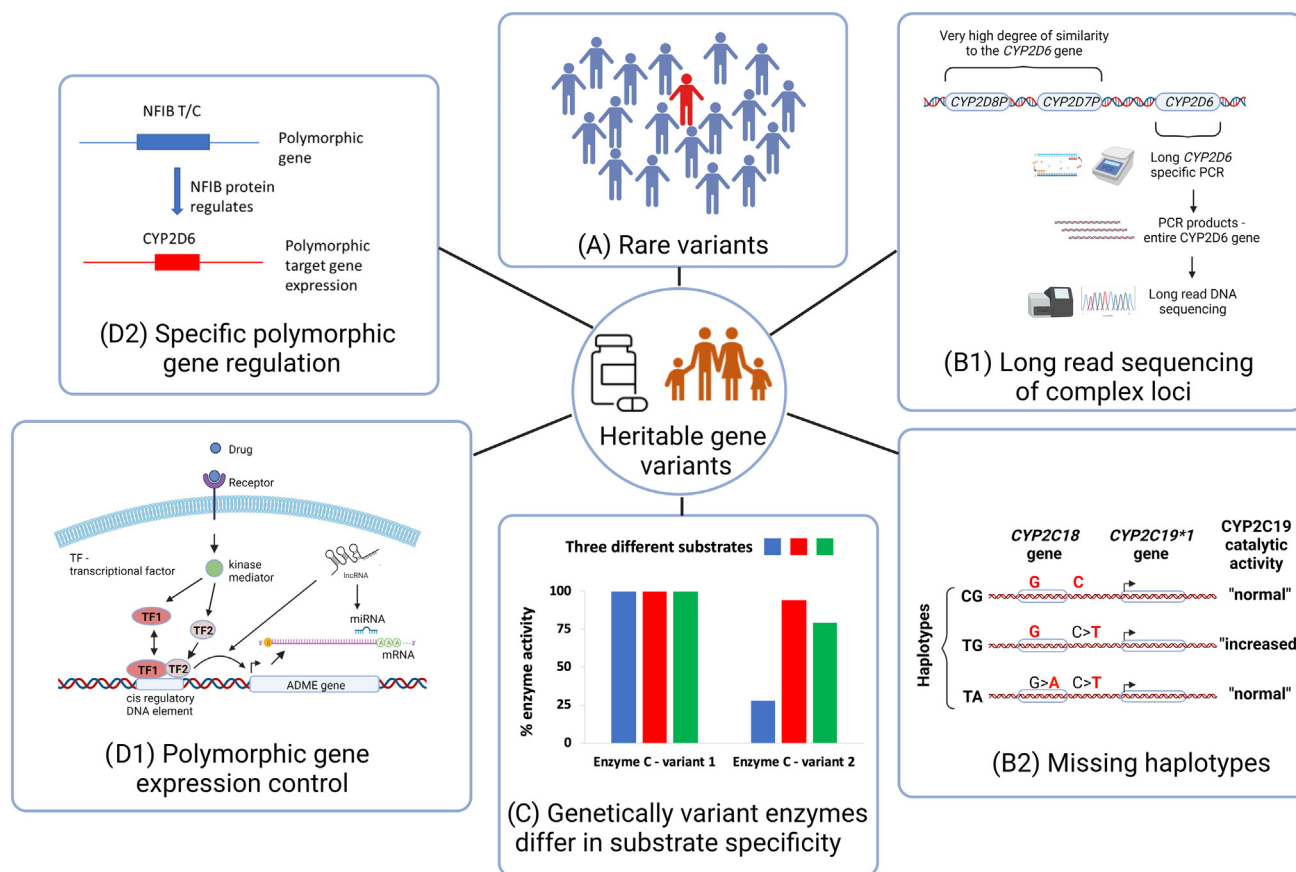 NFIB T/C
Polymorphic
gene
NFIB protein
regulates
CYP2D6
Polymorphic
target gene
expression
(D2) Specific polymorphic
gene regulation
(A) Rare variants
Very high degree of similarity
to the CYP2D6 gene
CYP2D8P CYP2D7P CYP2D6
Long CYP2D6
specific PCR
PCR products -
entire CYP2D6 gene
Long read DNA
sequencing
(B1) Long read sequencing
of complex loci
Heritable gene
variants
Drug
Receptor
TF -
transcriptional factor
kinase
mediator
lncRNA
TF1
TF2
miRNA
5' G A A A ...3'
mRNA
TF1 TF2
ADME gene
cis regulatory
DNA element
(D1) Polymorphic gene
expression control
Three different substrates
% enzyme activity
100
75
50
25
0
Enzyme C - variant 1 Enzyme C - variant 2
(C) Genetically variant enzymes
differ in substrate specificity
CYP2C18
gene
CYP2C19*1
gene
CYP2C19
catalytic
activity
Haplotypes
G C
CG "normal"
G C>T
TG "increased
G>A C>T
TA "normal"
(B2) Missing haplotypes